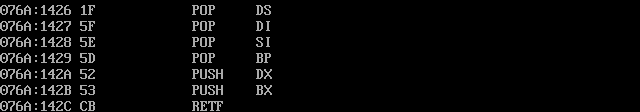 076A:1426 1F POP DS
076A:1427 5F POP DI
076A:1428 5E POP SI
076A:1429 5D POP BP
076A:142A 52 PUSH DX
076A:142B 53 PUSH BX
076A:142C CB RETF